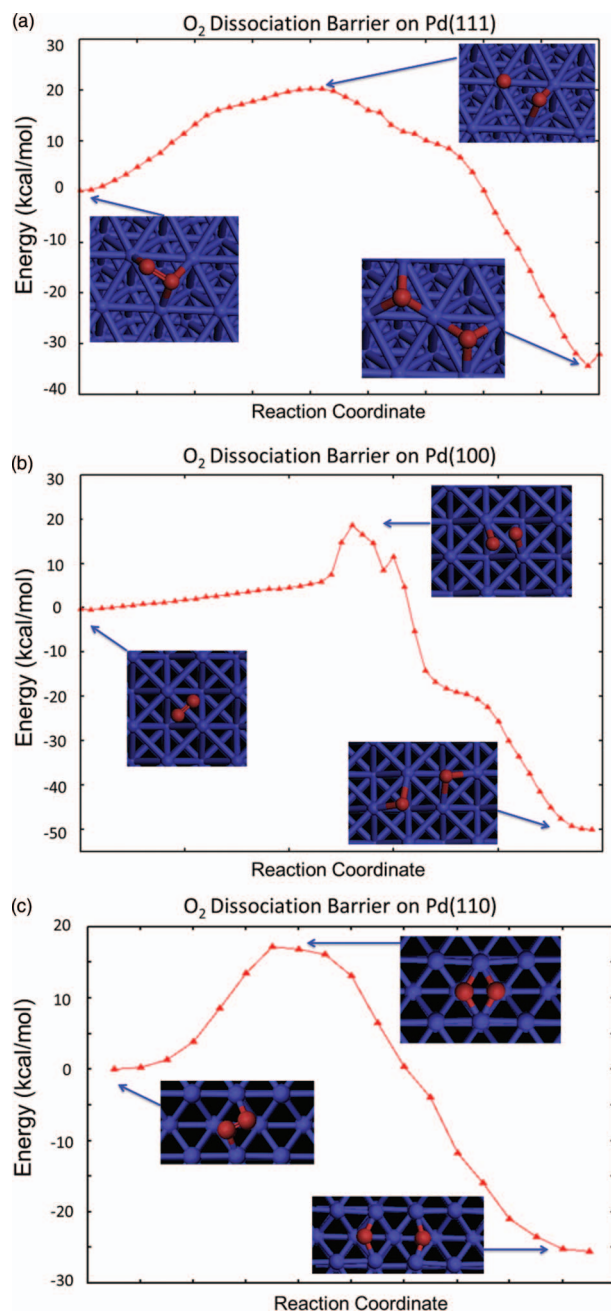 (a)
O₂ Dissociation Barrier on Pd(111)
Energy (kcal/mol)
40
30
20
10
0
-10
-20
-30
-40
Reaction Coordinate
(b)
O₂ Dissociation Barrier on Pd(100)
Energy (kcal/mol)
30
20
10
0
-10
-20
-30
-40
-50
Reaction Coordinate
(c)
O₂ Dissociation Barrier on Pd(110)
Energy (kcal/mol)
20
10
0
-10
-20
-30
Reaction Coordinate